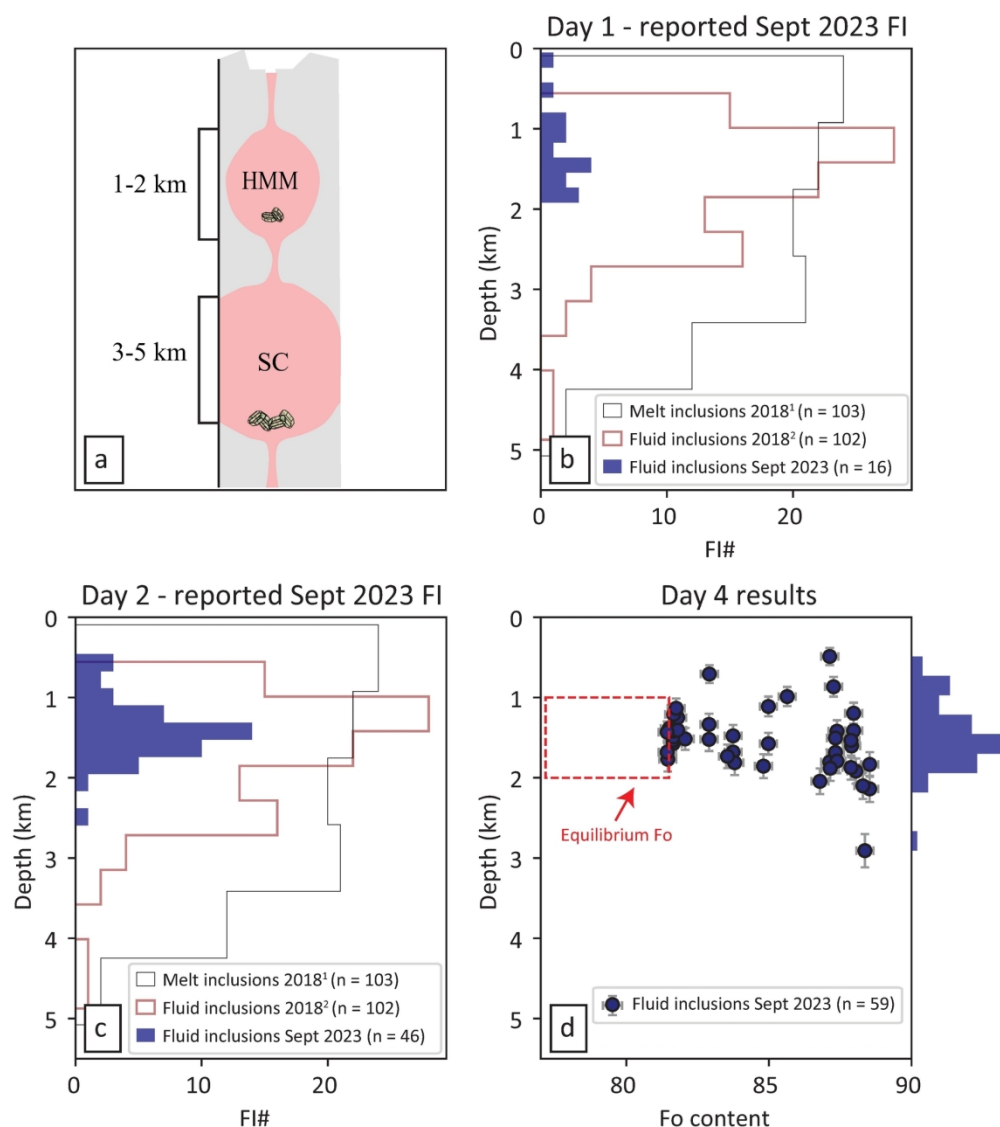 1-2 km
HMM
3-5 km
SC
a
Day 1 - reported Sept 2023 FI
0
1
2
3
4
5
Depth (km)
Melt inclusions 2018¹ (n = 103)
Fluid inclusions 2018² (n = 102)
Fluid inclusions Sept 2023 (n = 16)
b
0 10 20
FI#
Day 2 - reported Sept 2023 FI
0
1
2
3
4
5
Depth (km)
Melt inclusions 2018¹ (n = 103)
Fluid inclusions 2018² (n = 102)
Fluid inclusions Sept 2023 (n = 46)
c
0 10 20
FI#
Day 4 results
0
1
2
3
4
5
Depth (km)
Equilibrium Fo
Fluid inclusions Sept 2023 (n = 59)
d
80 85 90
Fo content